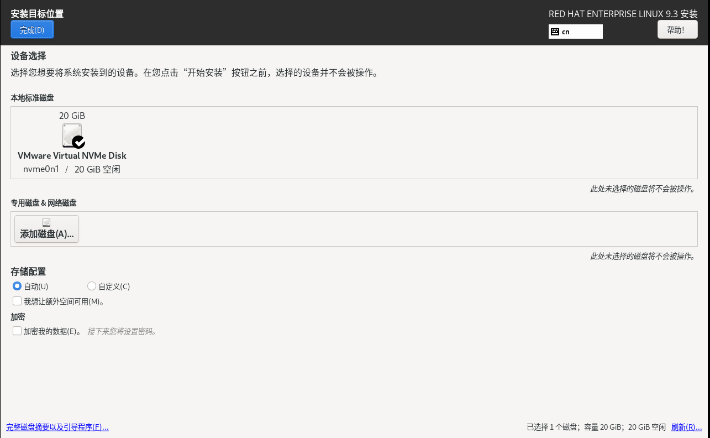 安装目标位置
RED HAT ENTERPRISE LINUX 9.3 安装
完成(D)
cn
帮助!
设备选择
选择您想要将系统安装到的设备。在您点击“开始安装”按钮之前，选择的设备并不会被操作。
本地标准磁盘
20 GiB
VMware Virtual NVMe Disk
nvme0n1 / 20 GiB 空闲
此处未选择的磁盘将不会被操作。
专用磁盘 & 网络磁盘
添加磁盘(A)...
此处未选择的磁盘将不会被操作。
存储配置
自动(U) 自定义(C)
我想让额外空间可用(M)。
加密
加密我的数据(E)。 接下来您将设置密码。
完整磁盘摘要以及引导程序(F)...
已选择 1 个磁盘；容量 20 GiB；20 GiB 空闲 刷新(R)...